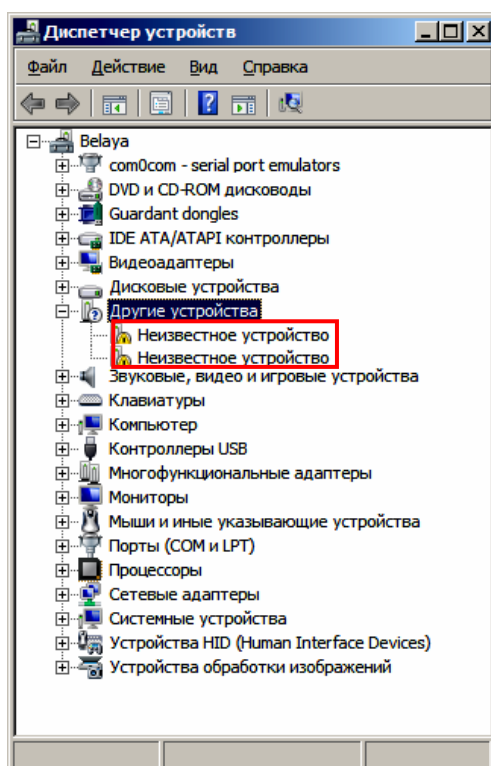 Диспетчер устройств
Файл Действие Вид Справка
Belaya
com0com - serial port emulators
DVD и CD-ROM дисководы
Guardant dongles
IDE ATA/ATAPI контроллеры
Видеоадаптеры
Дисковые устройства
Другие устройства
Неизвестное устройство
Неизвестное устройство
Звуковые, видео и игровые устройства
Клавиатуры
Компьютер
Контроллеры USB
Многофункциональные адаптеры
Мониторы
Мыши и иные указывающие устройства
Порты (COM и LPT)
Процессоры
Сетевые адаптеры
Системные устройства
Устройства HID (Human Interface Devices)
Устройства обработки изображений